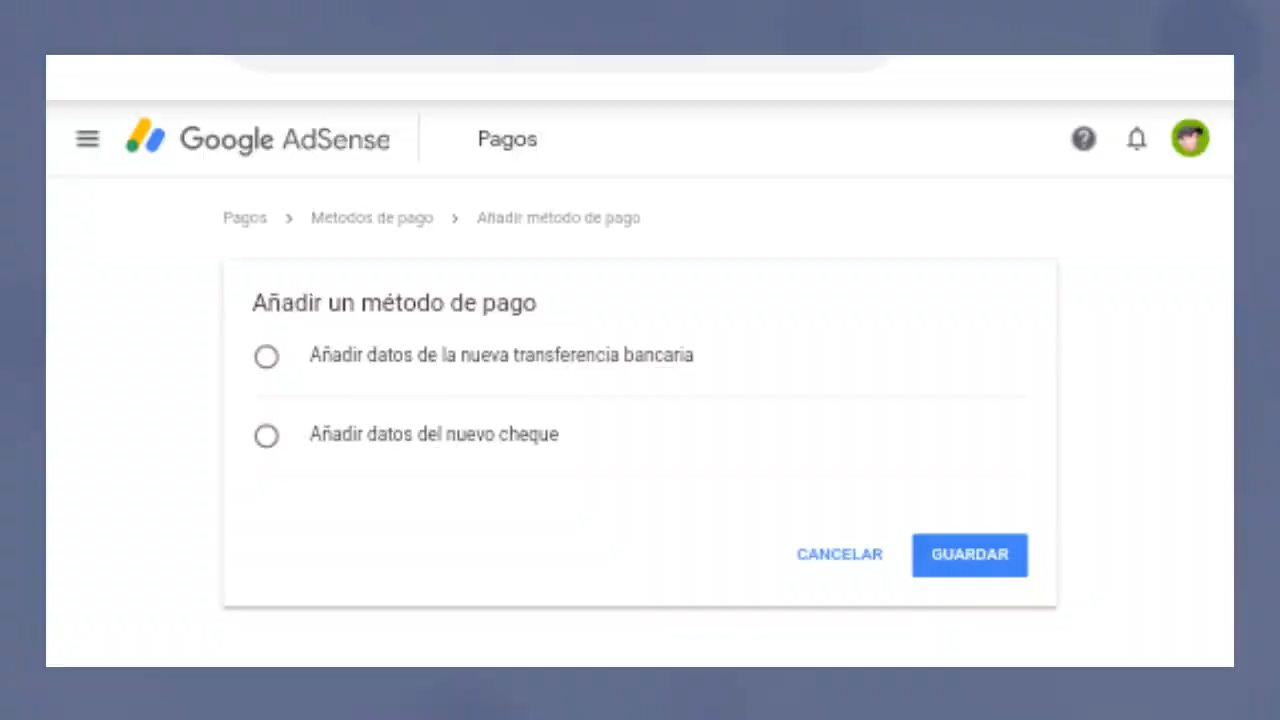 Google AdSense Pagos
Pagos > Métodos de pago > Añadir método de pago
Añadir un método de pago
Añadir datos de la nueva transferencia bancaria
Añadir datos del nuevo cheque
CANCELAR GUARDAR